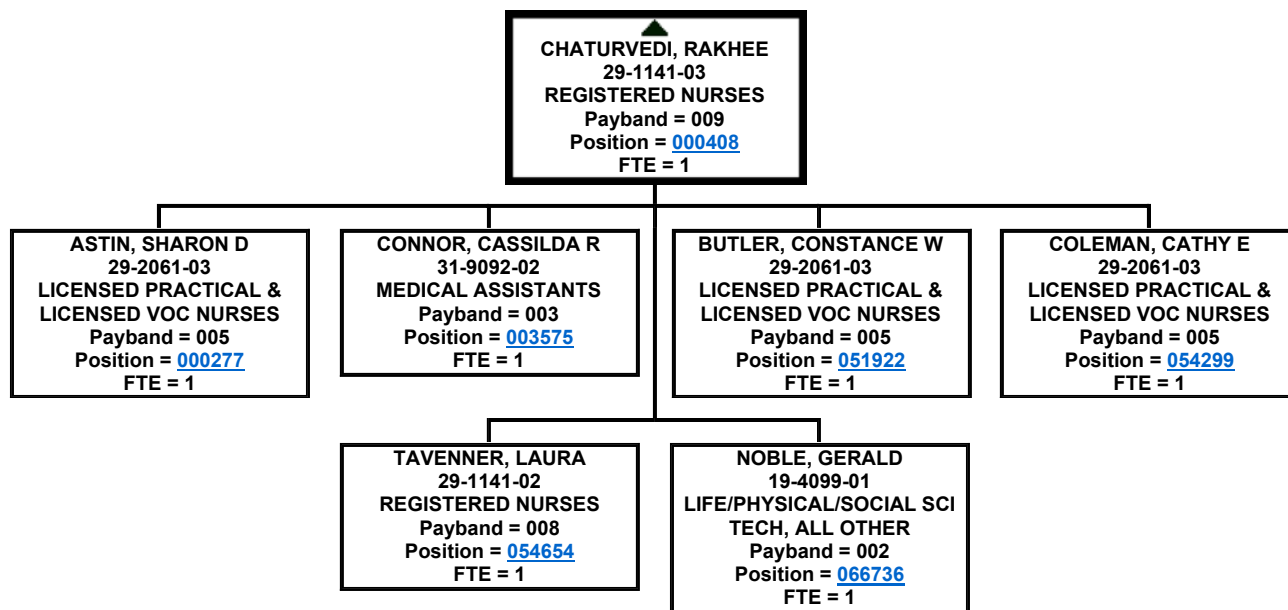 CHATURVEDI, RAKHEE
29-1141-03
REGISTERED NURSES
Payband = 009
Position = 000408
FTE = 1
ASTIN, SHARON D
29-2061-03
LICENSED PRACTICAL &
LICENSED VOC NURSES
Payband = 005
Position = 000277
FTE = 1
CONNOR, CASSILDA R
31-9092-02
MEDICAL ASSISTANTS
Payband = 003
Position = 003575
FTE = 1
BUTLER, CONSTANCE W
29-2061-03
LICENSED PRACTICAL &
LICENSED VOC NURSES
Payband = 005
Position = 051922
FTE = 1
COLEMAN, CATHY E
29-2061-03
LICENSED PRACTICAL &
LICENSED VOC NURSES
Payband = 005
Position = 054299
FTE = 1
TAVENNER, LAURA
29-1141-02
REGISTERED NURSES
Payband = 008
Position = 054654
FTE = 1
NOBLE, GERALD
19-4099-01
LIFE/PHYSICAL/SOCIAL SCI
TECH, ALL OTHER
Payband = 002
Position = 066736
FTE = 1